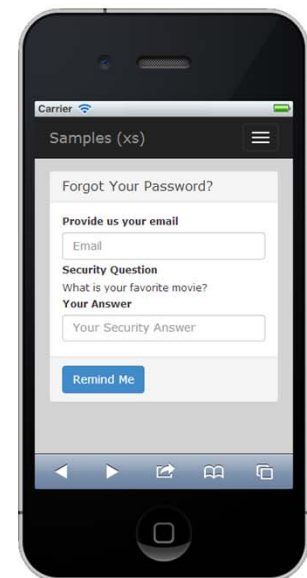 Carrier
Samples (xs)
Forgot Your Password?
Provide us your email
Email
Security Question
What is your favorite movie?
Your Answer
Your Security Answer
Remind Me